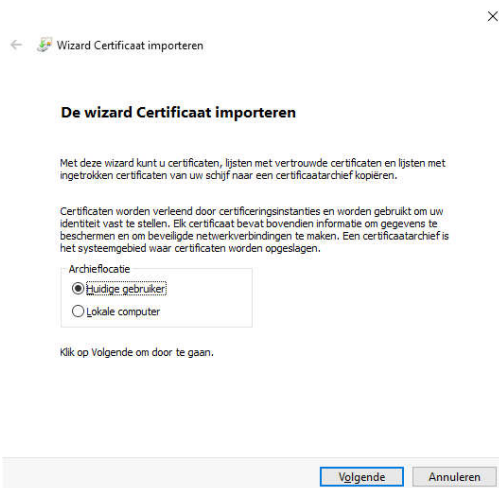 Wizard Certificaat importeren
De wizard Certificaat importeren
Met deze wizard kunt u certificaten, lijsten met vertrouwde certificaten en lijsten met
ingetrokken certificaten van uw schijf naar een certificaatarchief kopiëren.
Certificaten worden verleend door certificeringsinstanties en worden gebruikt om uw
identiteit vast te stellen. Elk certificaat bevat bovendien informatie om gegevens te
beschermen en om beveiligde netwerkverbindingen te maken. Een certificaatarchief is
het systeemgebied waar certificaten worden opgeslagen.
Archieflocatie
Huidige gebruiker
Lokale computer
Klik op Volgende om door te gaan.
Volgende
Annuleren